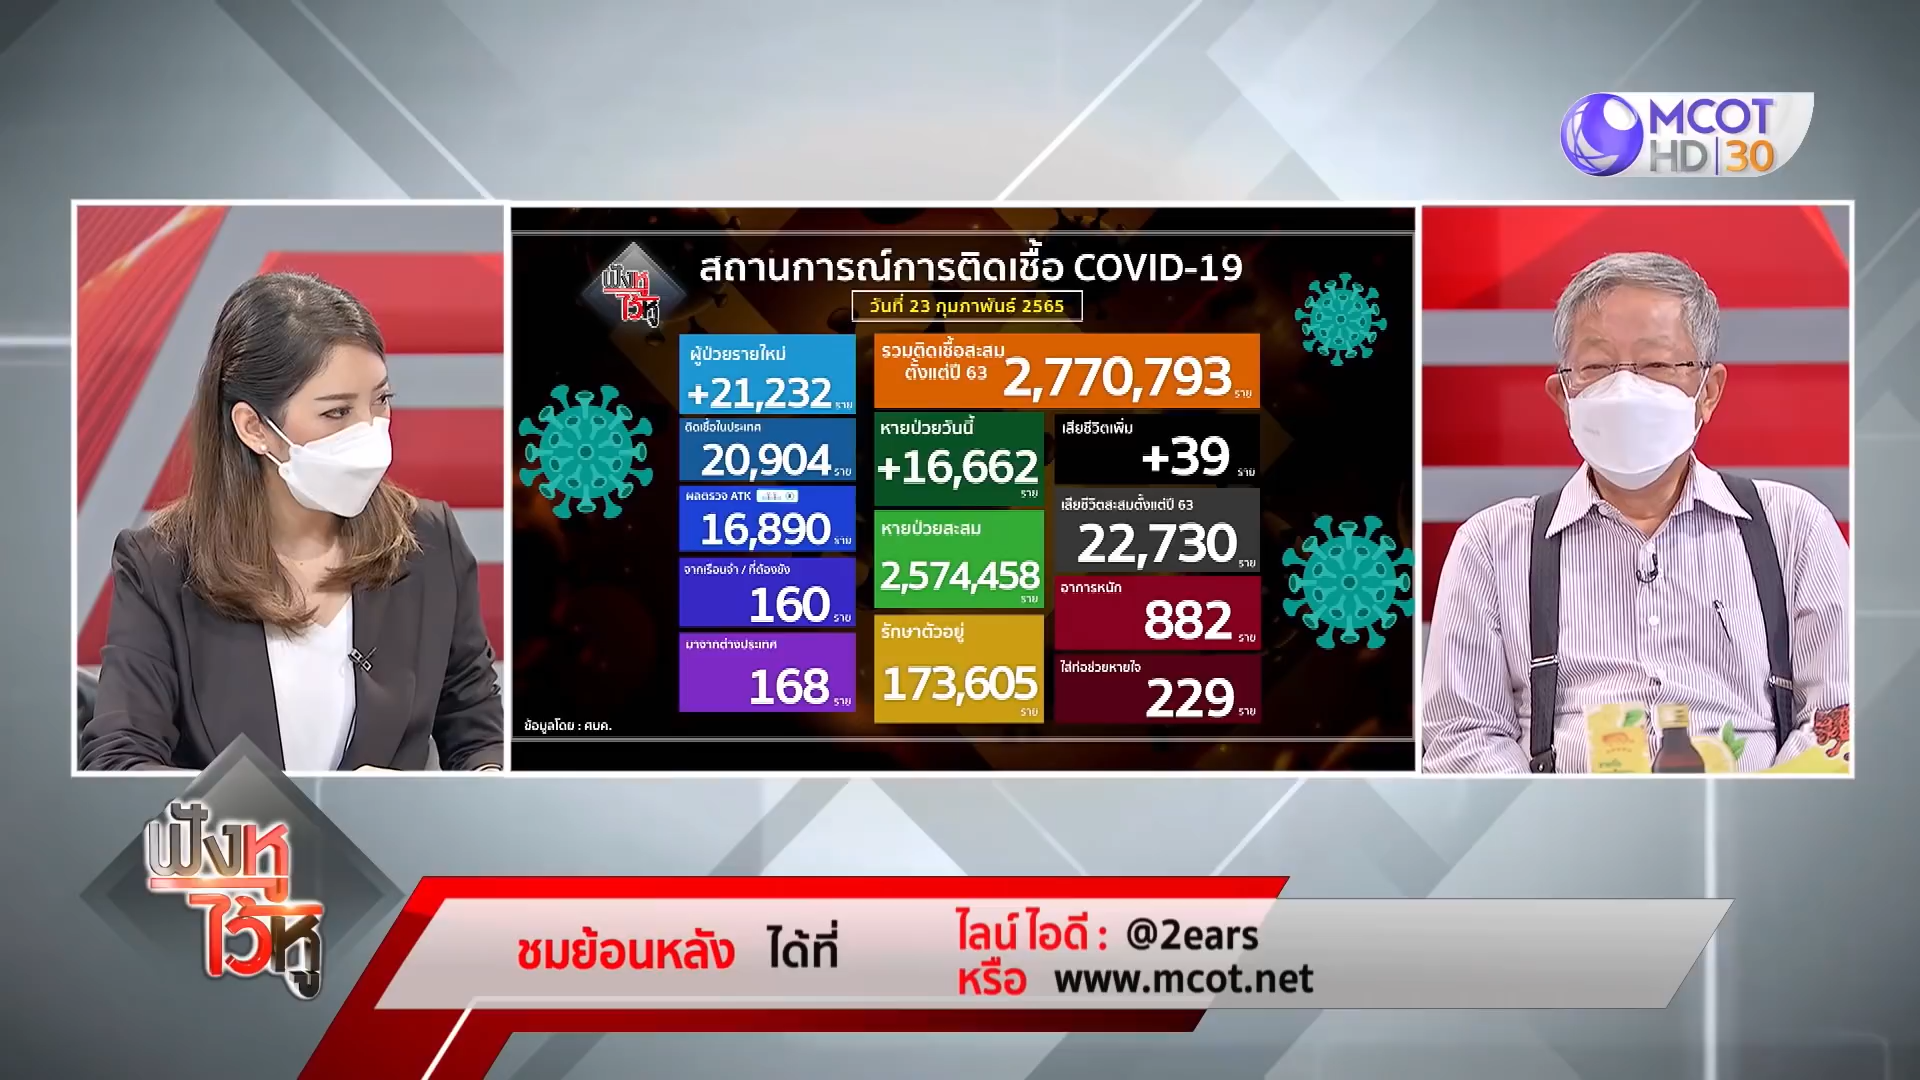 MCOT
HD 30
ฟังหู
ไว้หู
สถานการณ์การติดเชื้อ COVID-19
วันที่ 23 กุมภาพันธ์ 2565
ผู้ป่วยรายใหม่
+21,232 ราย
ติดเชื้อในประเทศ
20,904 ราย
ผลตรวจ ATK
16,890 ราย
จากเรือนจำ / ที่ต้องขัง
160 ราย
มาจากต่างประเทศ
168 ราย
รวมติดเชื้อสะสม
ตั้งแต่ปี 63
2,770,793 ราย
หายป่วยวันนี้
+16,662
ราย
หายป่วยสะสม
2,574,458
ราย
รักษาตัวอยู่
173,605
ราย
เสียชีวิตเพิ่ม
+39 ราย
เสียชีวิตสะสมตั้งแต่ปี 63
22,730 ราย
อาการหนัก
882 ราย
ใส่ท่อช่วยหายใจ
229 ราย
ข้อมูลโดย : ศบค.
ฟังหู
ไว้หู
ชมย้อนหลัง ได้ที่
ไลน์ ไอดี : @2ears
หรือ www.mcot.net